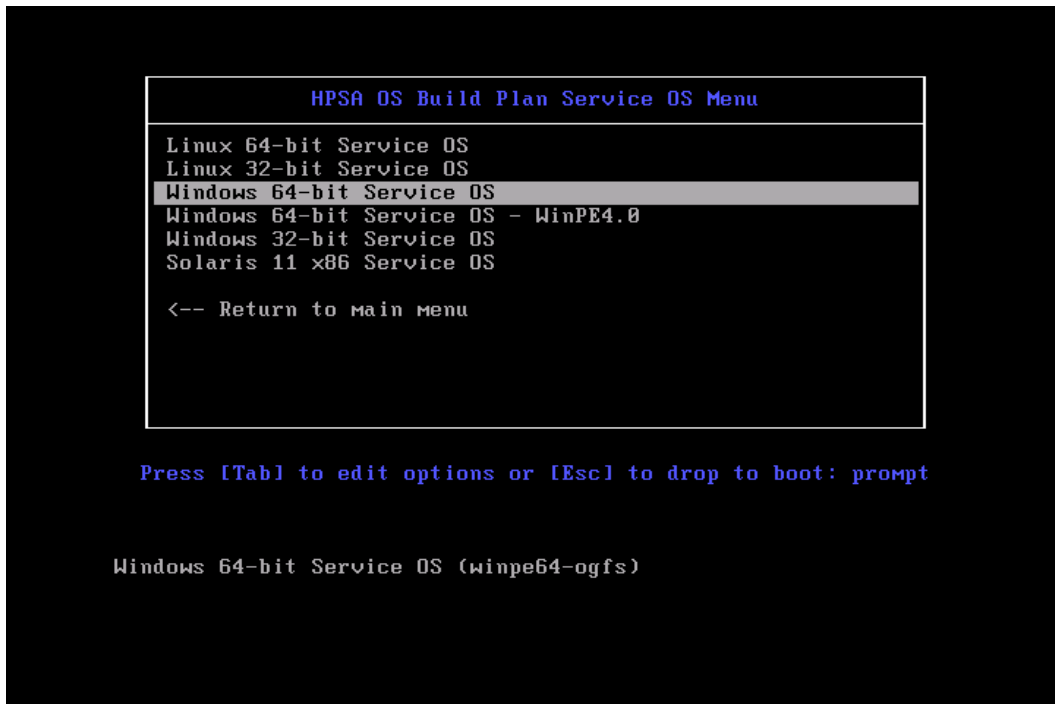 HPSA OS Build Plan Service OS Menu
Linux 64-bit Service OS
Linux 32-bit Service OS
Windows 64-bit Service OS
Windows 64-bit Service OS - WinPE4.0
Windows 32-bit Service OS
Solaris 11 x86 Service OS
<-- Return to main menu
Press [Tab] to edit options or [Esc] to drop to boot: prompt
Windows 64-bit Service OS (winpe64-ogfs)